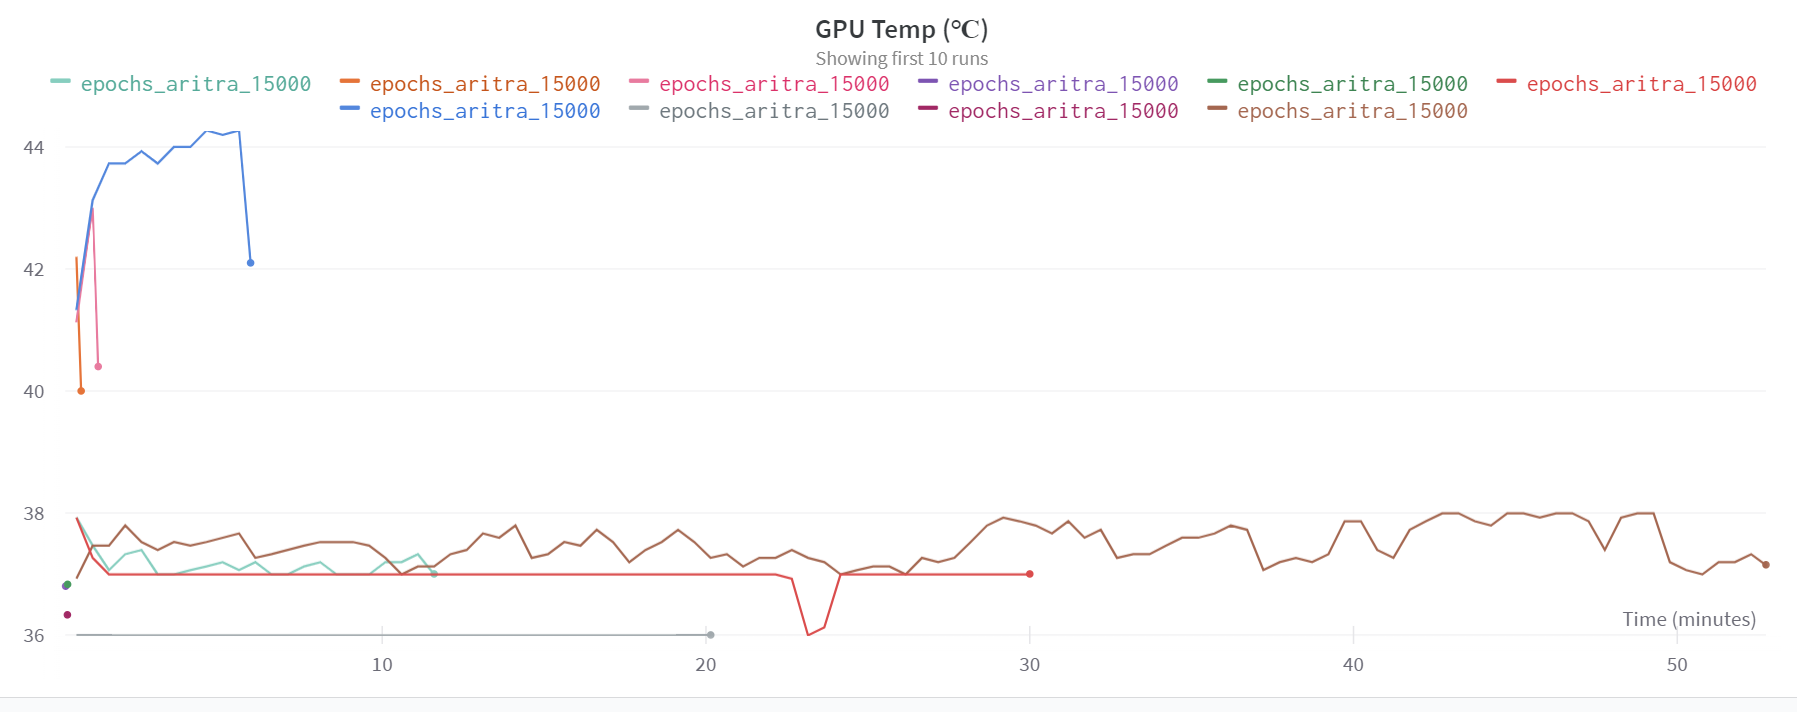 GPU Temp (℃)
Showing first 10 runs
epochs_aritra_15000 epochs_aritra_15000 epochs_aritra_15000 epochs_aritra_15000 epochs_aritra_15000 epochs_aritra_15000
epochs_aritra_15000 epochs_aritra_15000 epochs_aritra_15000 epochs_aritra_15000
44
42
40
38
36
Time (minutes)
10 20 30 40 50